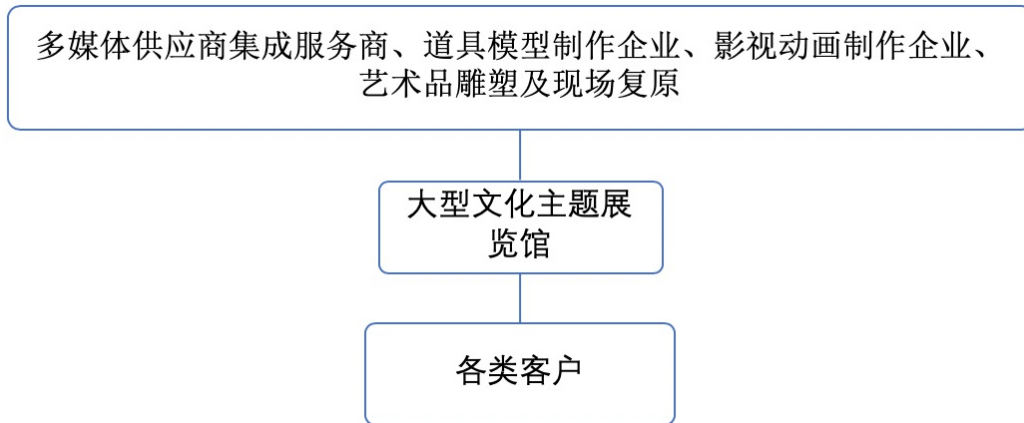 多媒体供应商集成服务商、道具模型制作企业、影视动画制作企业、
艺术品雕塑及现场复原
大型文化主题展
览馆
各类客户